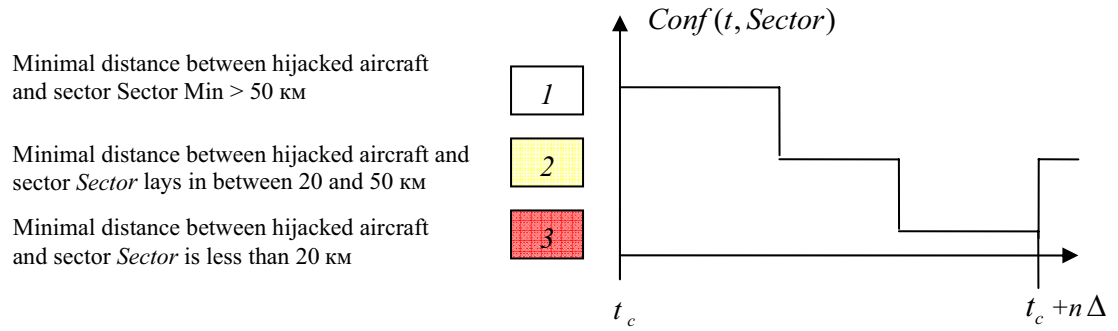 Conf (t, Sector)
Minimal distance between hijacked aircraft
and sector Sector Min > 50 км
1
Minimal distance between hijacked aircraft and
sector Sector lays in between 20 and 50 км
2
Minimal distance between hijacked aircraft
and sector Sector is less than 20 км
3
t c
t c + n Δ